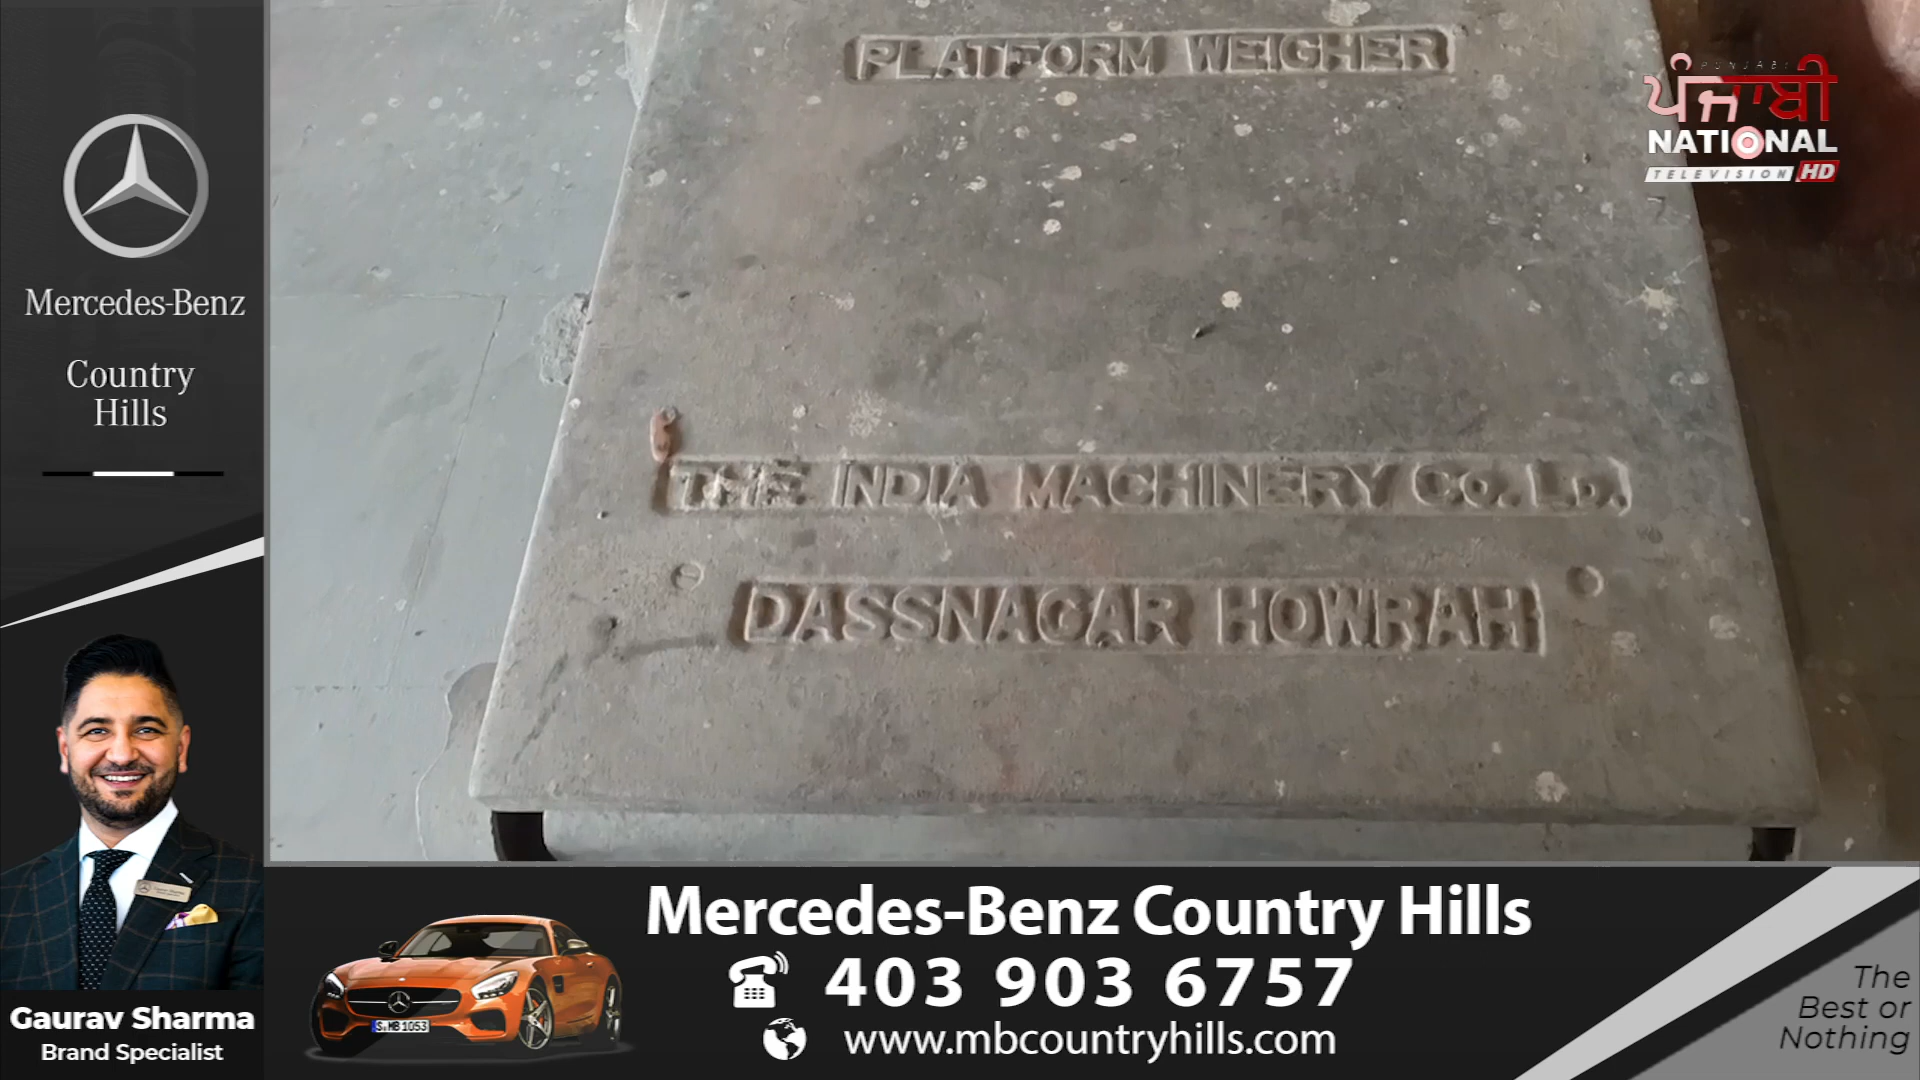 Mercedes-Benz
Country
Hills
Gaurav Sharma
Brand Specialist
PLATFORM WEIGHER
THE INDIA MACHINERY CO. LD.
DASSNAGAR HOWRAH
PUNJABI
ਪੰਜਾਬੀ
NATIONAL
TELEVISION HD
Mercedes-Benz Country Hills
403 903 6757
www.mbcountryhills.com
S:MB 1053
The
Best or
Nothing